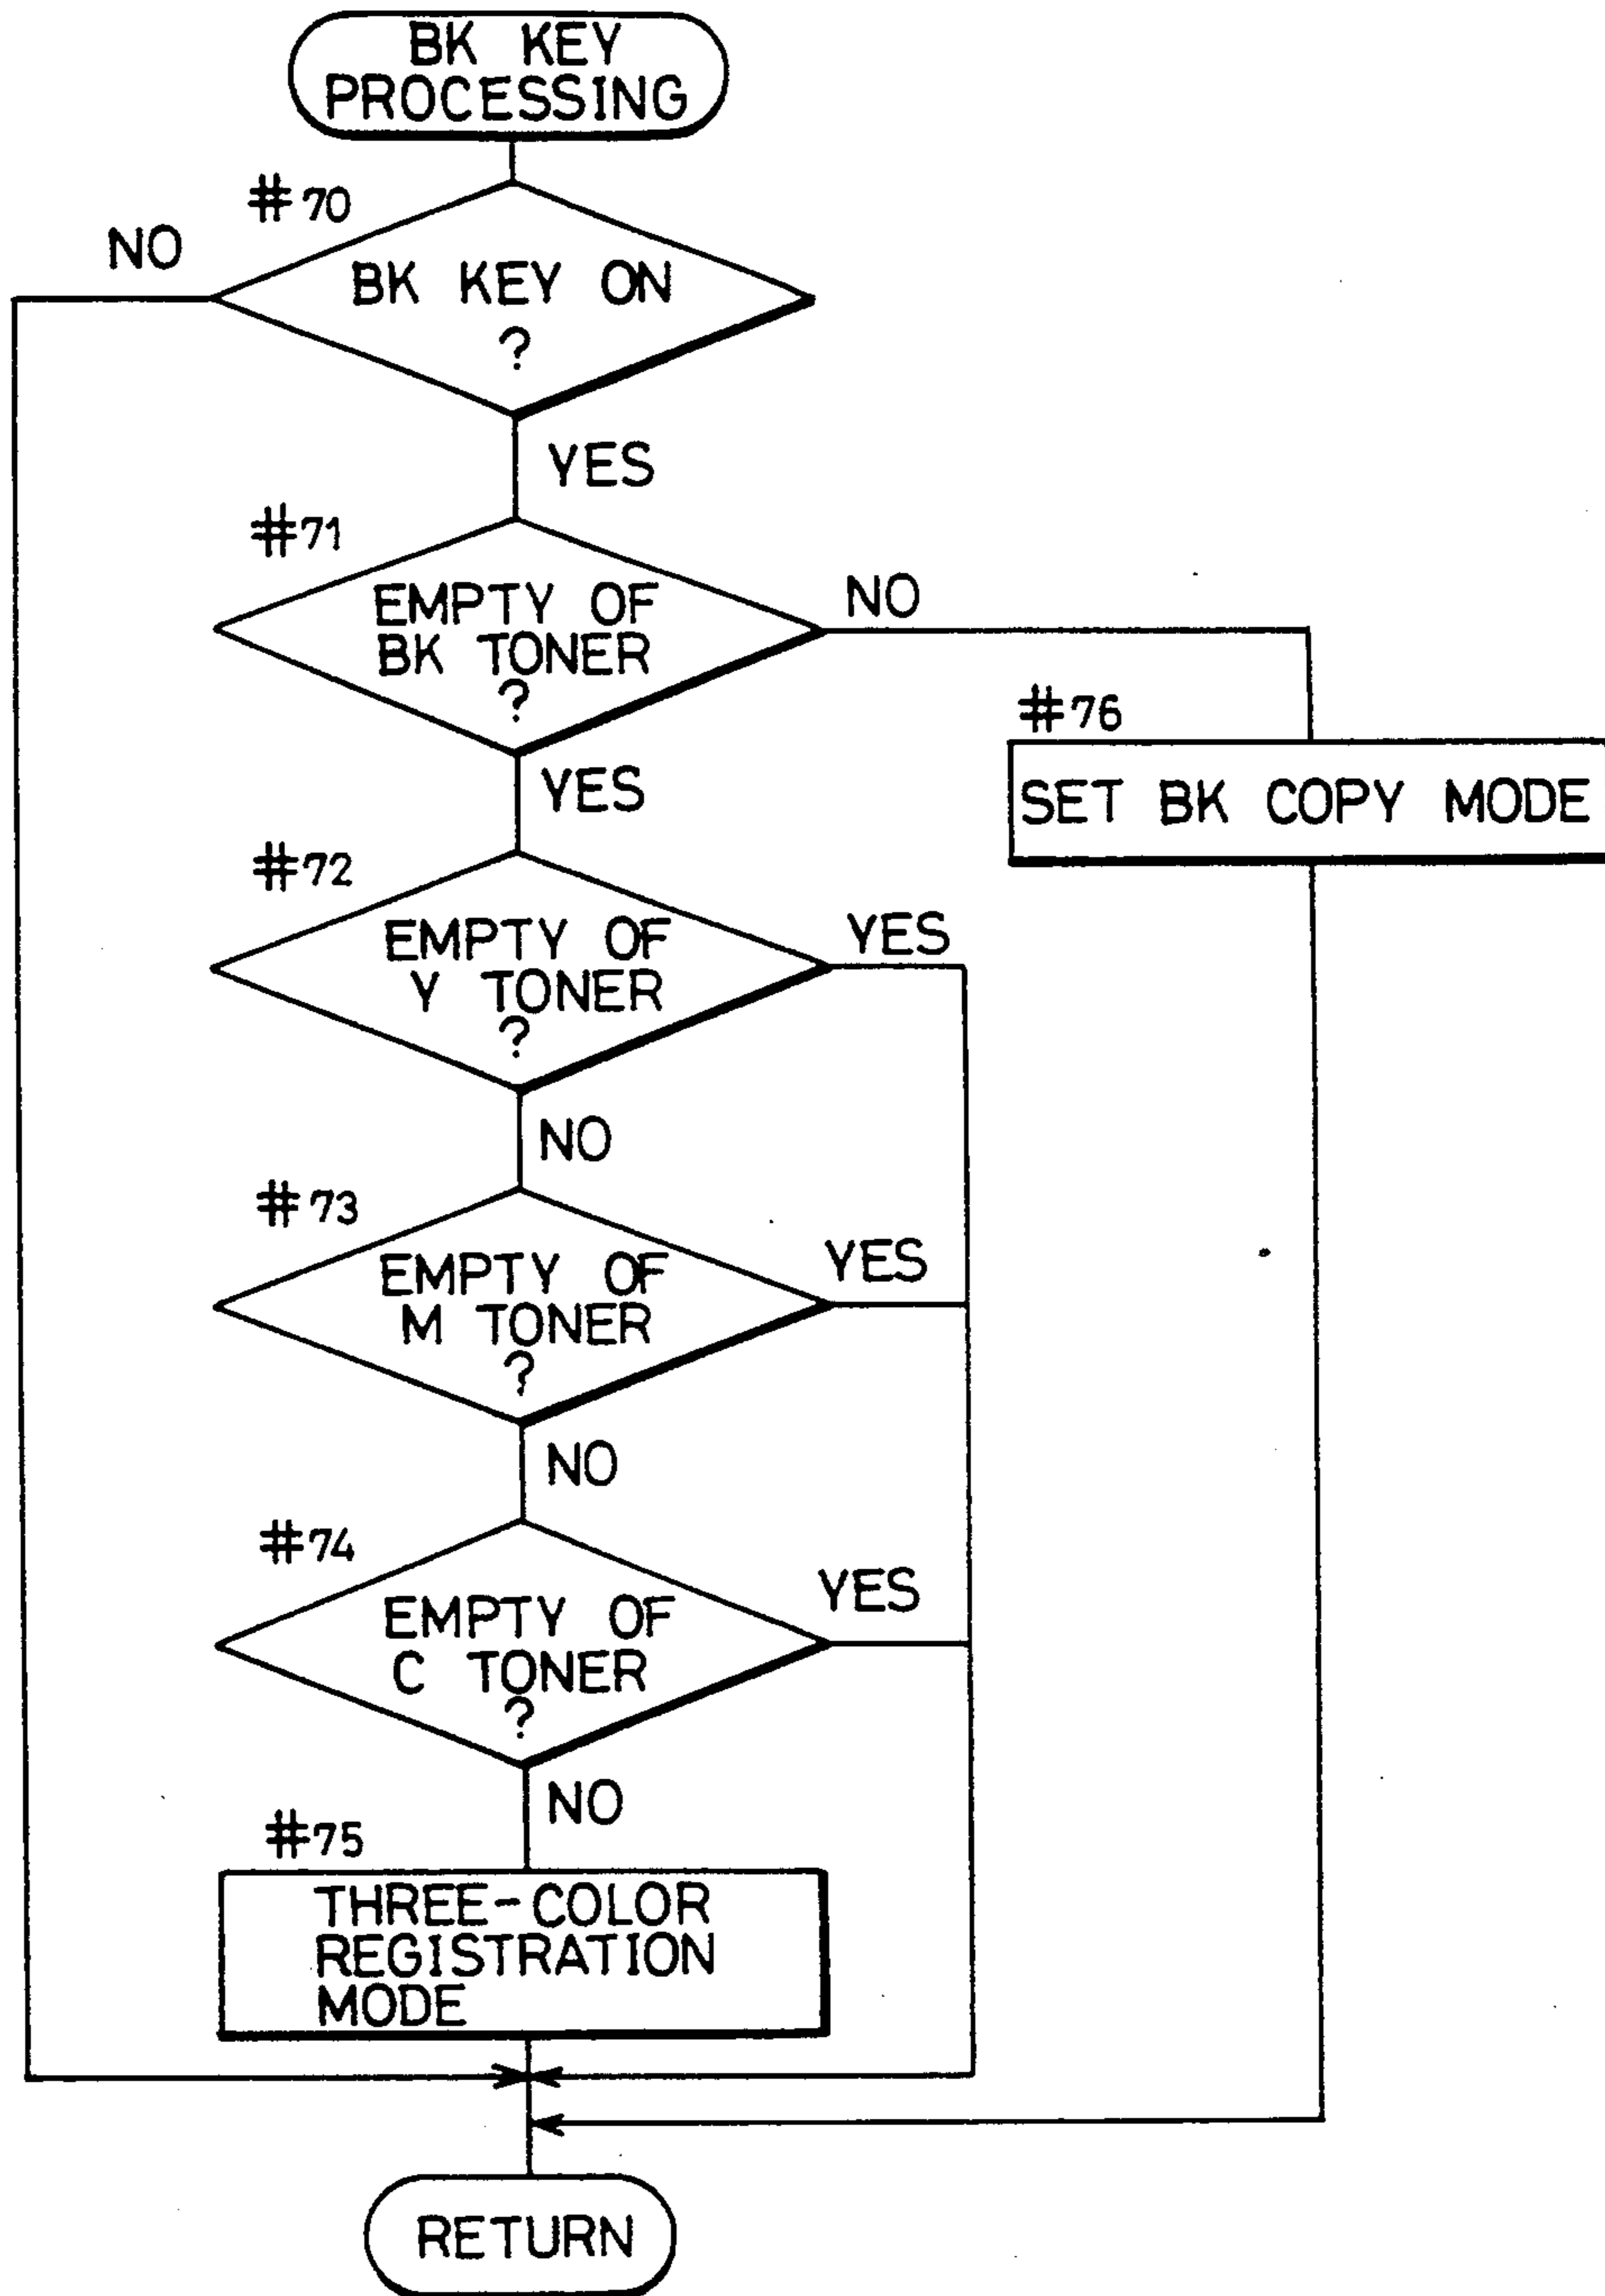 BK KEY
PROCESSING
#70
NO
BK KEY ON
?
YES
#71
EMPTY OF
BK TONER
?
NO
YES
#76
SET BK COPY MODE
#72
EMPTY OF
Y TONER
?
YES
NO
#73
EMPTY OF
M TONER
?
YES
NO
#74
EMPTY OF
C TONER
?
YES
NO
#75
THREE-COLOR
REGISTRATION
MODE
RETURN